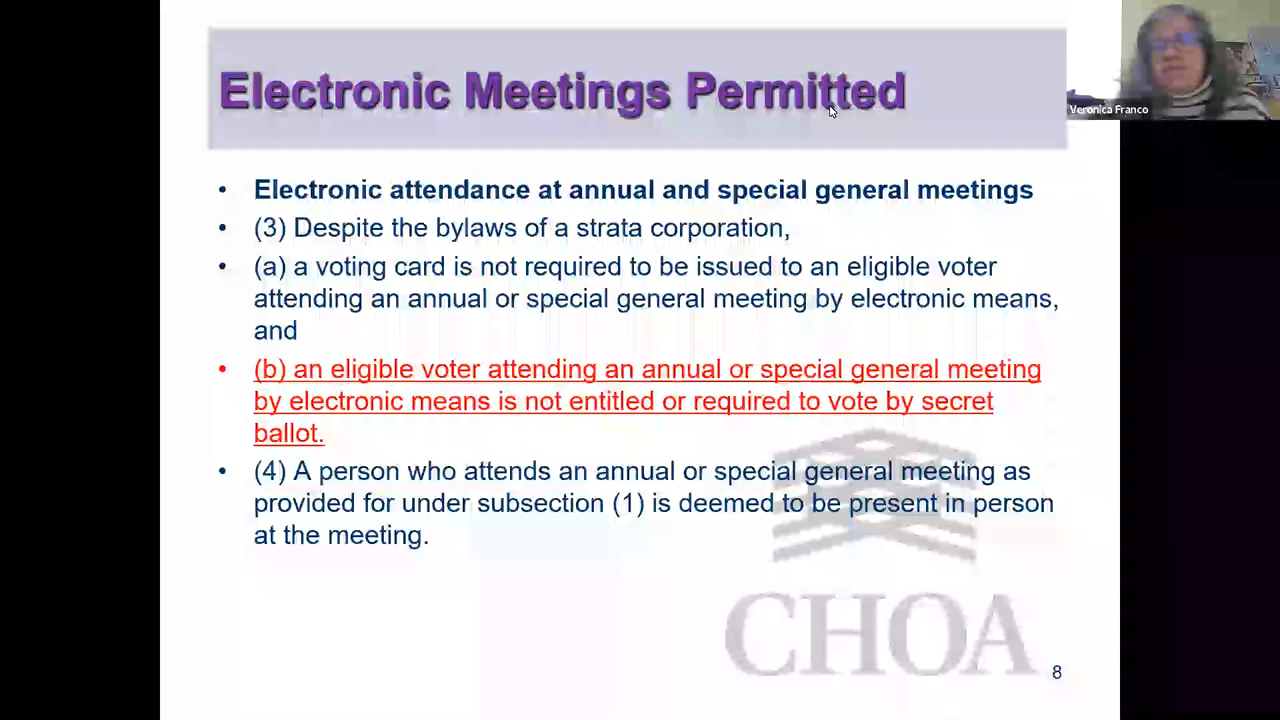 Electronic Meetings Permitted
Veronica Franco
• Electronic attendance at annual and special general meetings
• (3) Despite the bylaws of a strata corporation,
• (a) a voting card is not required to be issued to an eligible voter
attending an annual or special general meeting by electronic means,
and
• (b) an eligible voter attending an annual or special general meeting
by electronic means is not entitled or required to vote by secret
ballot.
• (4) A person who attends an annual or special general meeting as
provided for under subsection (1) is deemed to be present in person
at the meeting.
CHOA
8